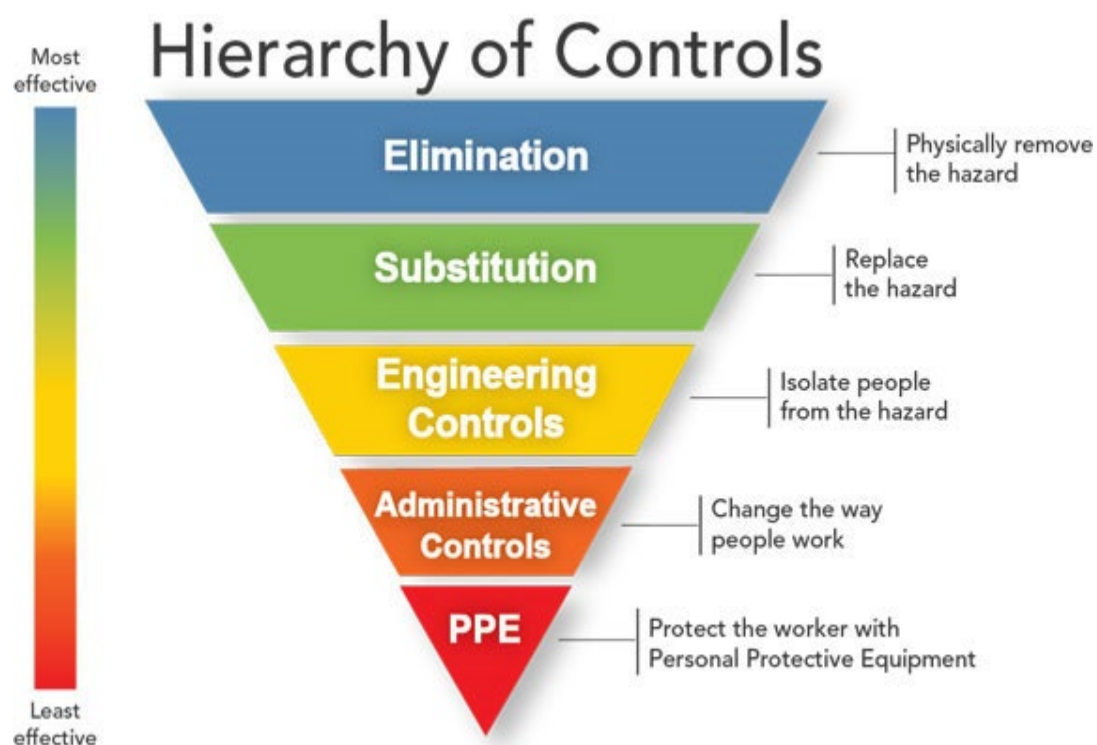 Hierarchy of Controls
Most
effective
Elimination
Physically remove
the hazard
Substitution
Replace
the hazard
Engineering
Controls
Isolate people
from the hazard
Administrative
Controls
Change the way
people work
PPE
Protect the worker with
Personal Protective Equipment
Least
effective